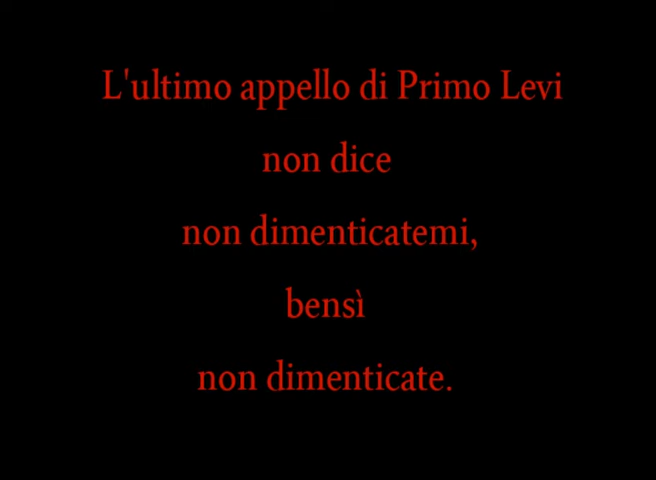 L'ultimo appello di Primo Levi
non dice
non dimenticatemi,
bensì
non dimenticate.